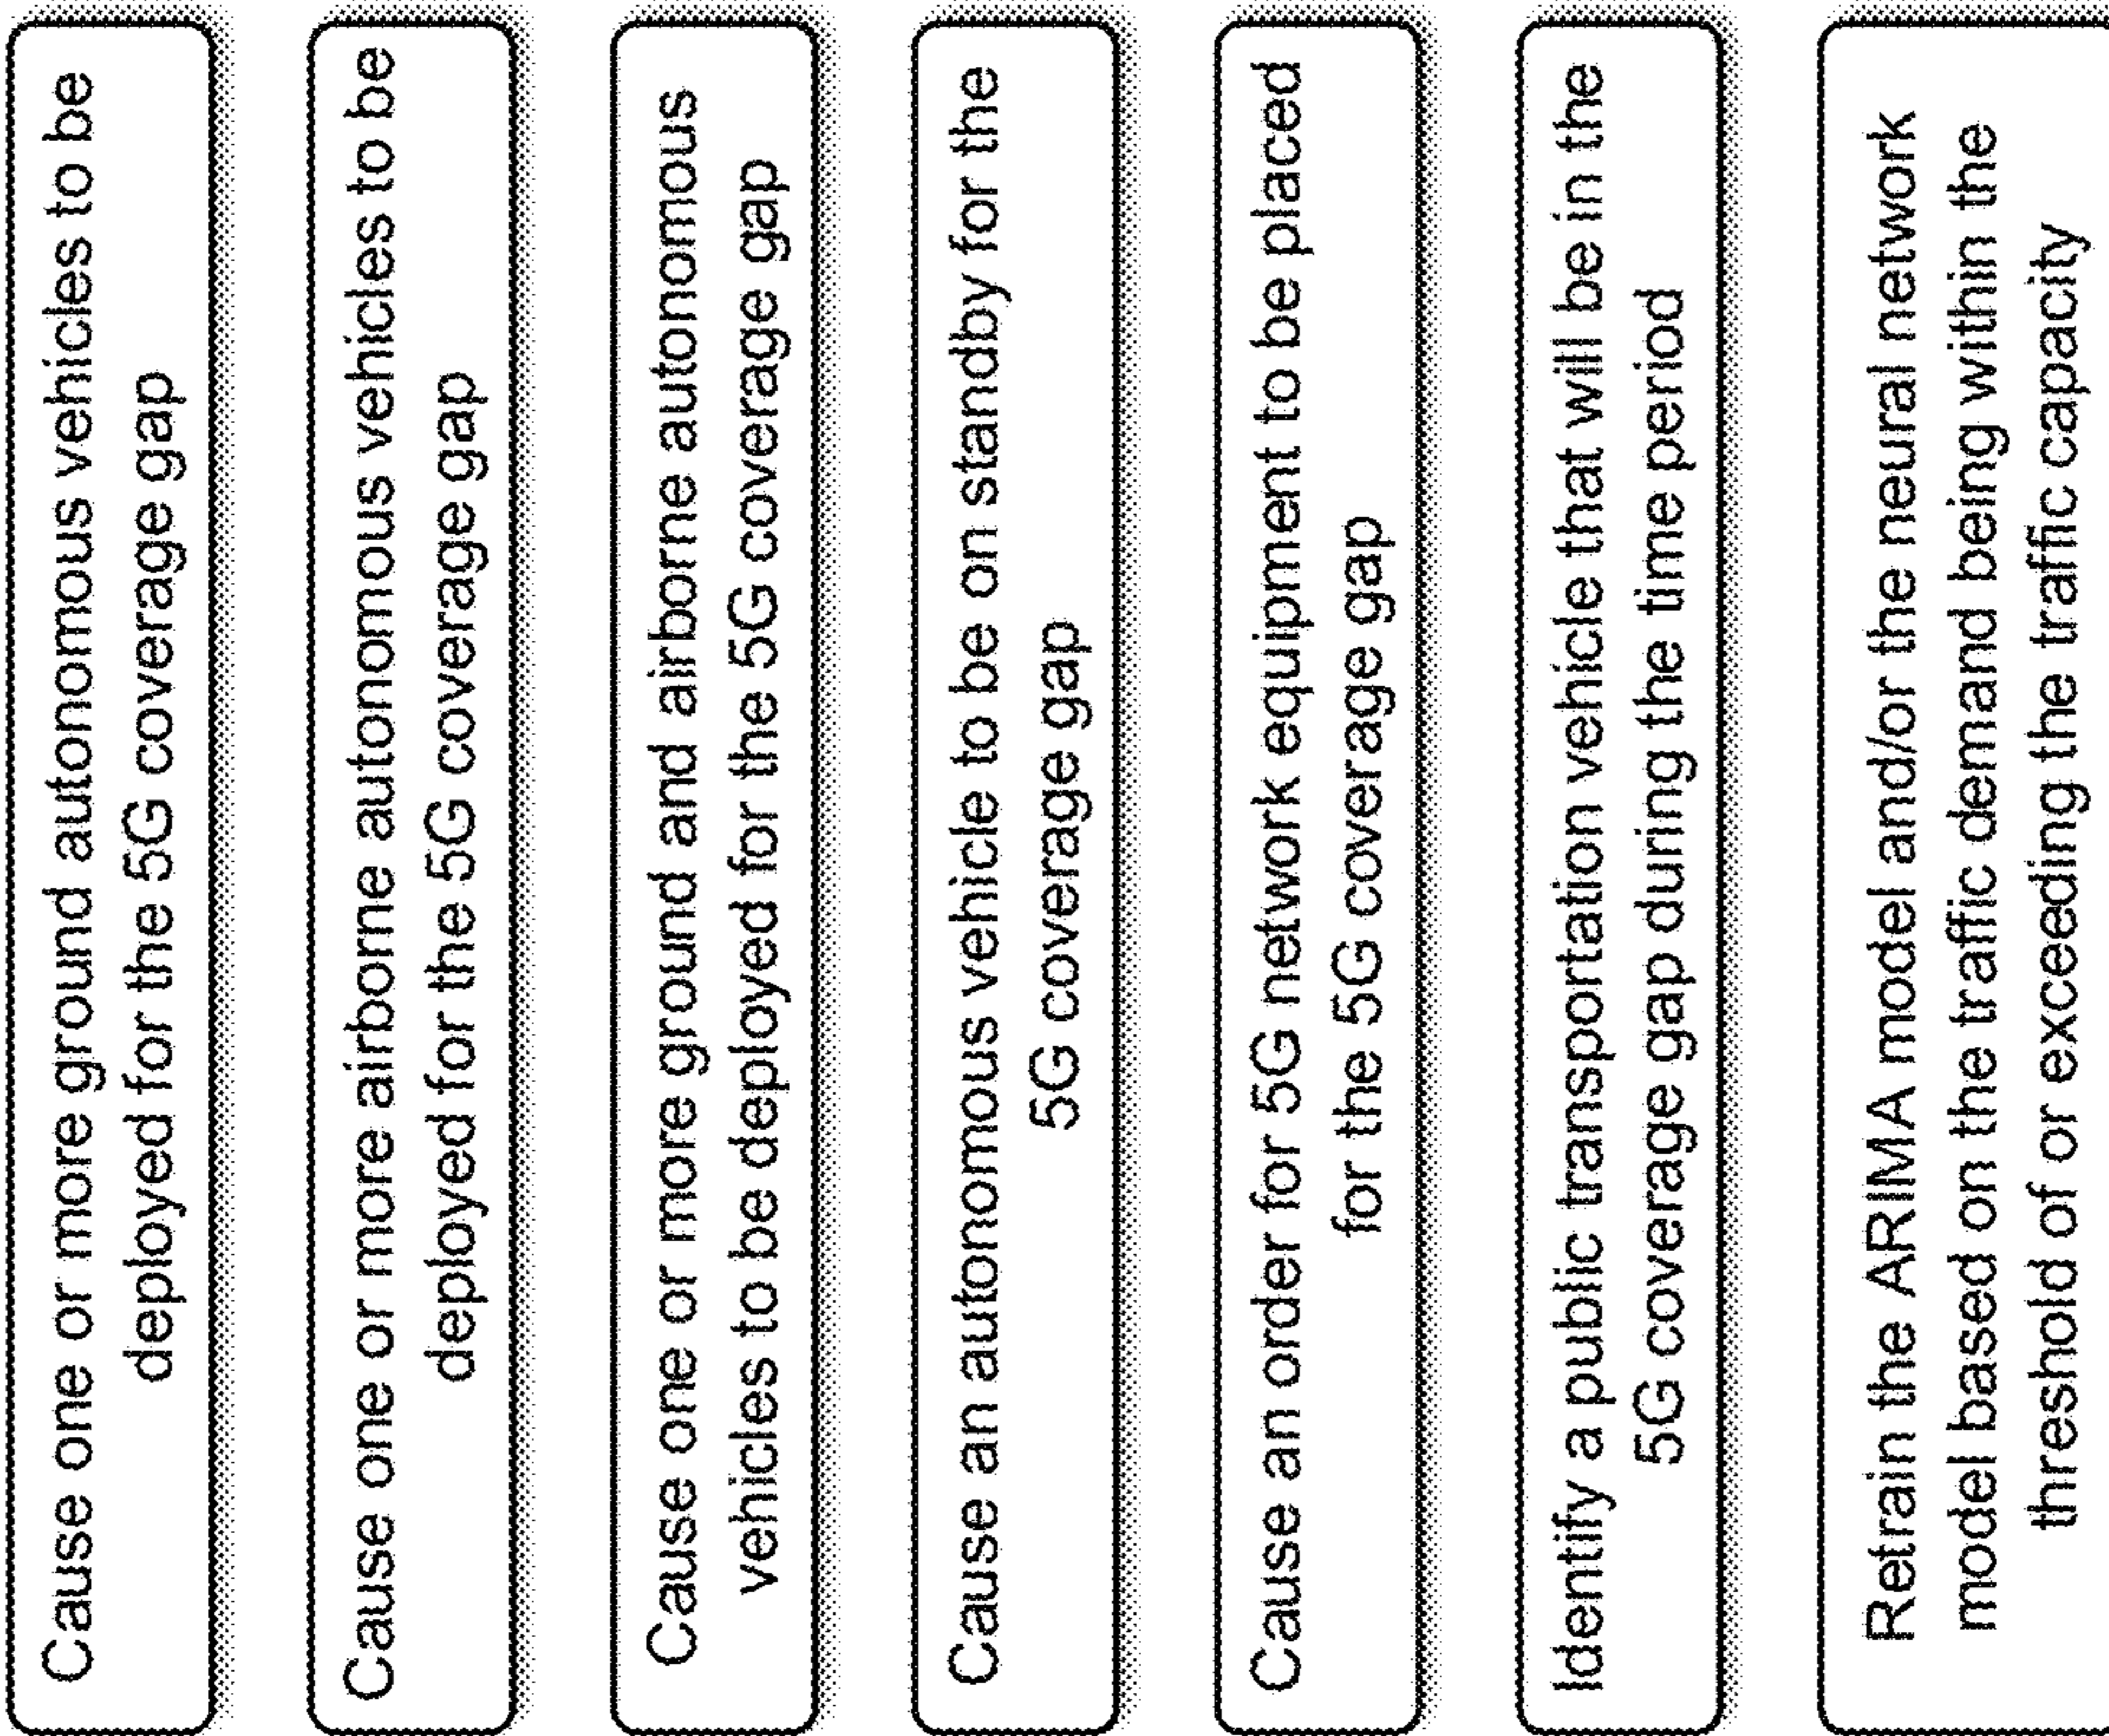 Cause one or more ground autonomous vehicles to be
deployed for the 5G coverage gap
Cause one or more airborne autonomous vehicles to be
deployed for the 5G coverage gap
Cause one or more ground and airborne autonomous
vehicles to be deployed for the 5G coverage gap
Cause an autonomous vehicle to be on standby for the
5G coverage gap
Cause an order for 5G network equipment to be placed
for the 5G coverage gap
Identify a public transportation vehicle that will be in the
5G coverage gap during the time period
Retrain the ARIMA model and/or the neural network
model based on the traffic demand being within the
threshold of or exceeding the traffic capacity